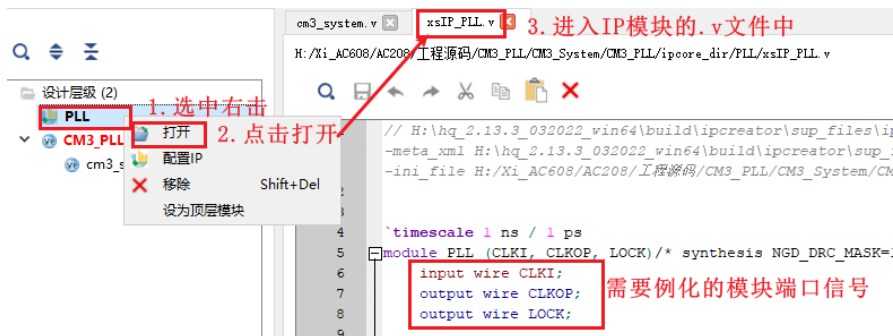 cm3_system.v
xsIP_PLL.v
3.进入IP模块的.v文件中
H:/Xi_AC608/AC208/工程源码/CM3_PLL/CM3_System/CM3_PLL/ipcore_dir/PLL/xsIP_PLL.v
设计层级 (2)
PLL
1.选中右击
CM3_PLL
cm3_s
打开
2.点击打开
配置IP
移除 Shift+Del
设为顶层模块
// H:\hq_2.13.3_032022_win64\build\ipcreator\sup_files\ip
-meta_xml H:\hq_2.13.3_032022_win64\build\ipcreator\sup_
-ini_file H:/Xi_AC608/AC208/工程源码/CM3_PLL/CM3_System/CM
2
3
4 `timescale 1 ns / 1 ps
5 module PLL (CLKI, CLKOP, LOCK)/* synthesis NGD_DRC_MASK=
6 input wire CLKI;
7 output wire CLKOP;
8 output wire LOCK;
9
需要例化的模块端口信号